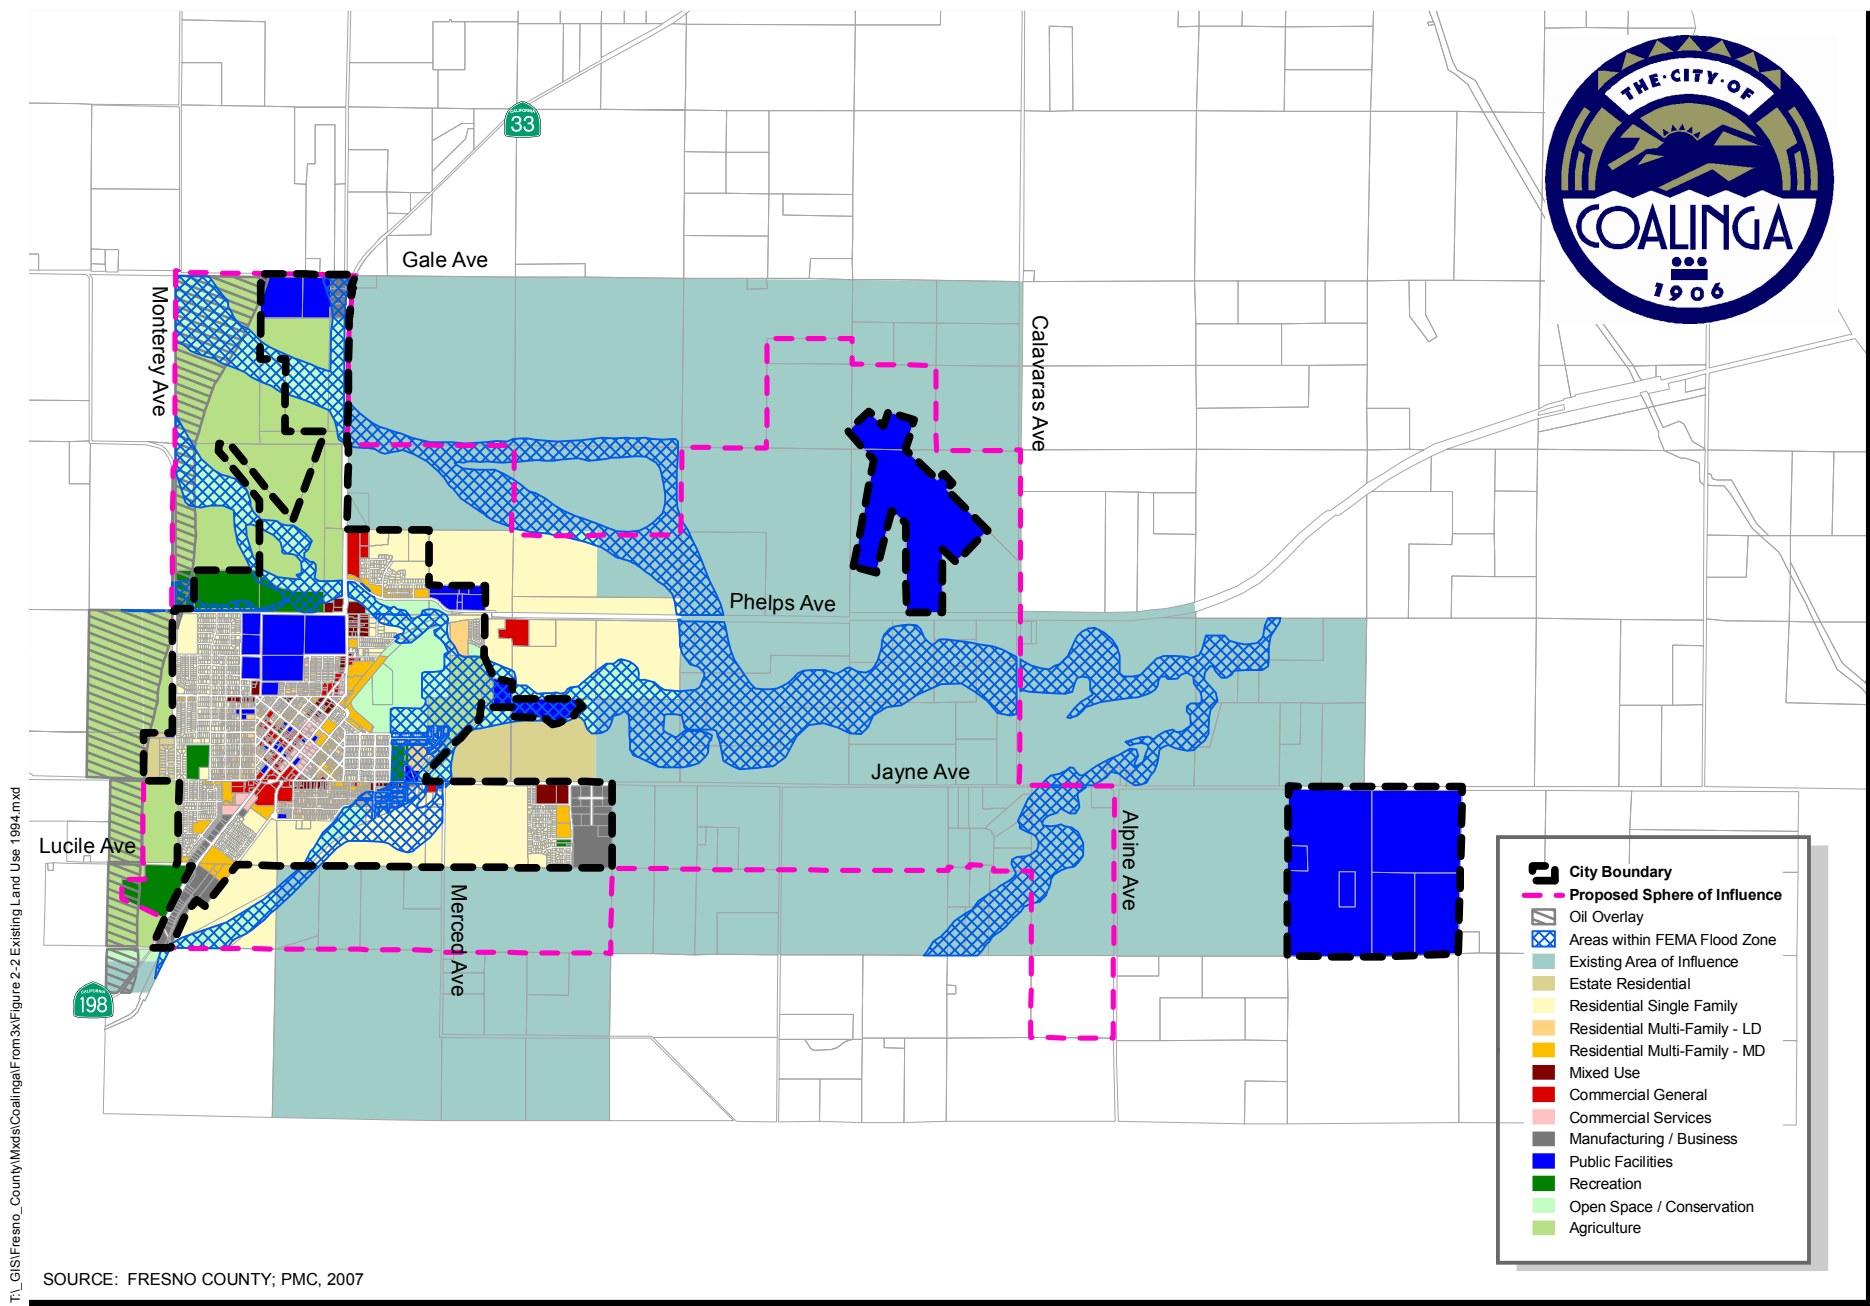 THE·CITY·OF
COALINGA
1906
CALIFORNIA
33
Gale Ave
Monterey Ave
Calavaras Ave
Phelps Ave
Jayne Ave
Lucile Ave
Alpine Ave
Merced Ave
CALIFORNIA
198
City Boundary
Proposed Sphere of Influence
Oil Overlay
Areas within FEMA Flood Zone
Existing Area of Influence
Estate Residential
Residential Single Family
Residential Multi-Family - LD
Residential Multi-Family - MD
Mixed Use
Commercial General
Commercial Services
Manufacturing / Business
Public Facilities
Recreation
Open Space / Conservation
Agriculture
SOURCE: FRESNO COUNTY; PMC, 2007
T:\_GIS\Fresno_County\Mxds\Coalinga\From3x\Figure 2-2 Existing Land Use 1994.mxd